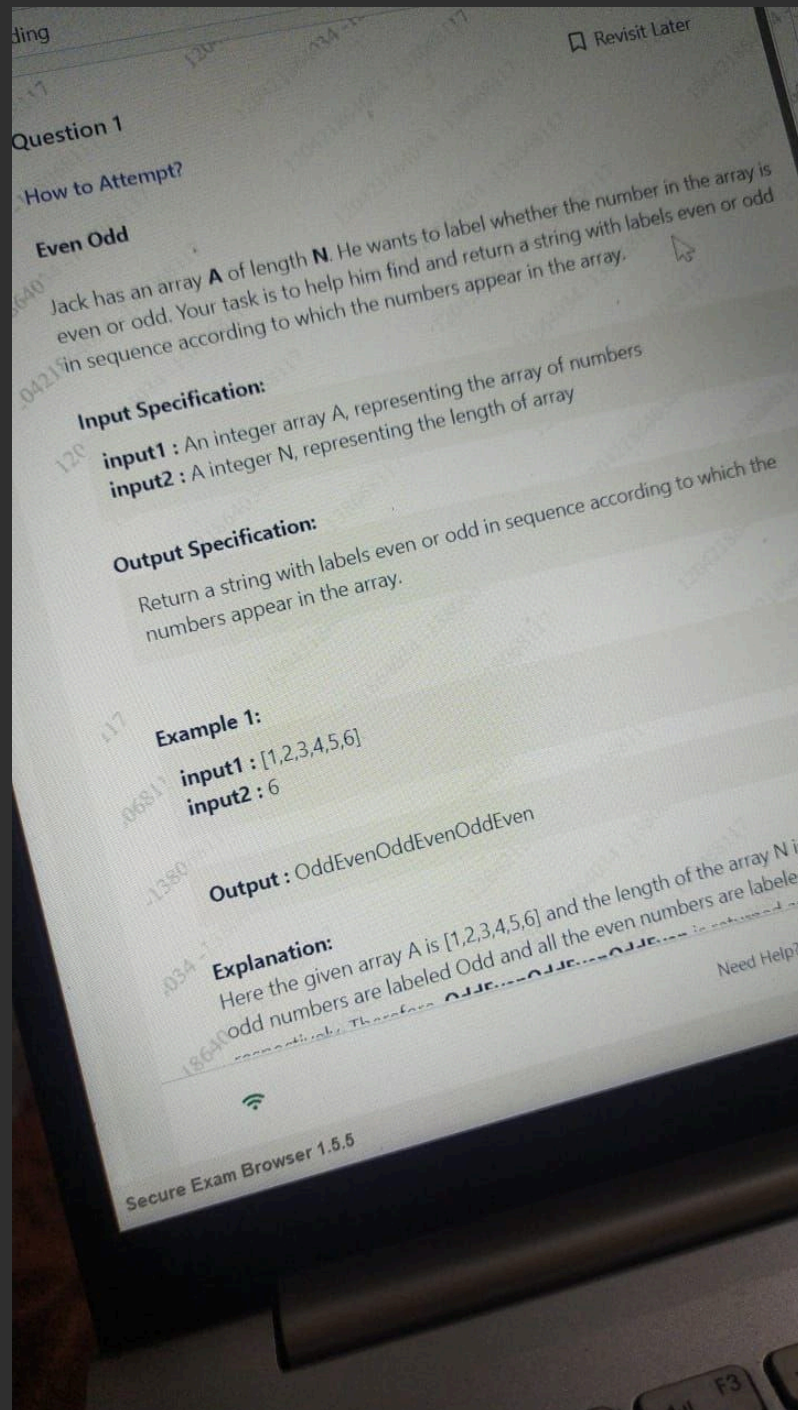 ding
Revisit Later
Question 1
How to Attempt?
Even Odd
Jack has an array A of length N. He wants to label whether the number in the array is
even or odd. Your task is to help him find and return a string with labels even or odd
in sequence according to which the numbers appear in the array.
Input Specification:
input1 : An integer array A, representing the array of numbers
input2 : A integer N, representing the length of array
Output Specification:
Return a string with labels even or odd in sequence according to which the
numbers appear in the array.
Example 1:
input1 : [1,2,3,4,5,6]
input2 : 6
Output : OddEvenOddEvenOddEven
Explanation:
Here the given array A is [1,2,3,4,5,6] and the length of the array N i
odd numbers are labeled Odd and all the even numbers are labele
Need Help?
Secure Exam Browser 1.5.5
F3